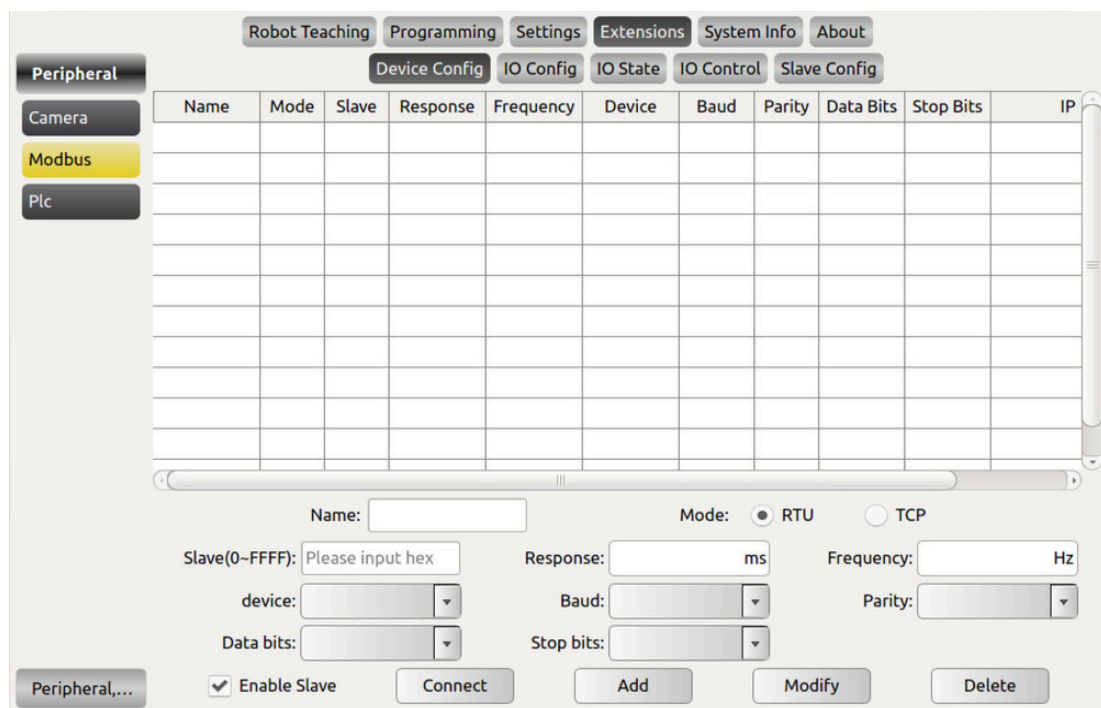 Robot Teaching Programming Settings Extensions System Info About
Peripheral
Device Config IO Config IO State IO Control Slave Config
Camera
Modbus
Plc
Name Mode Slave Response Frequency Device Baud Parity Data Bits Stop Bits IP
Name: Mode: RTU TCP
Slave(0~FFFF): Please input hex Response: ms Frequency: Hz
device: Baud: Parity:
Data bits: Stop bits:
Peripheral,... Enable Slave Connect Add Modify Delete